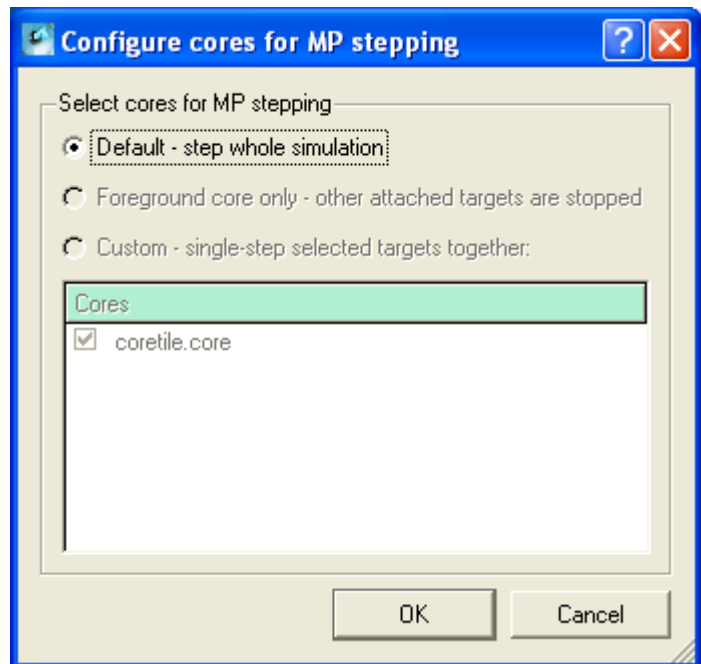 Configure cores for MP stepping
Select cores for MP stepping
Default - step whole simulation
Foreground core only - other attached targets are stopped
Custom - single-step selected targets together:
Cores
coretile.core
OK
Cancel